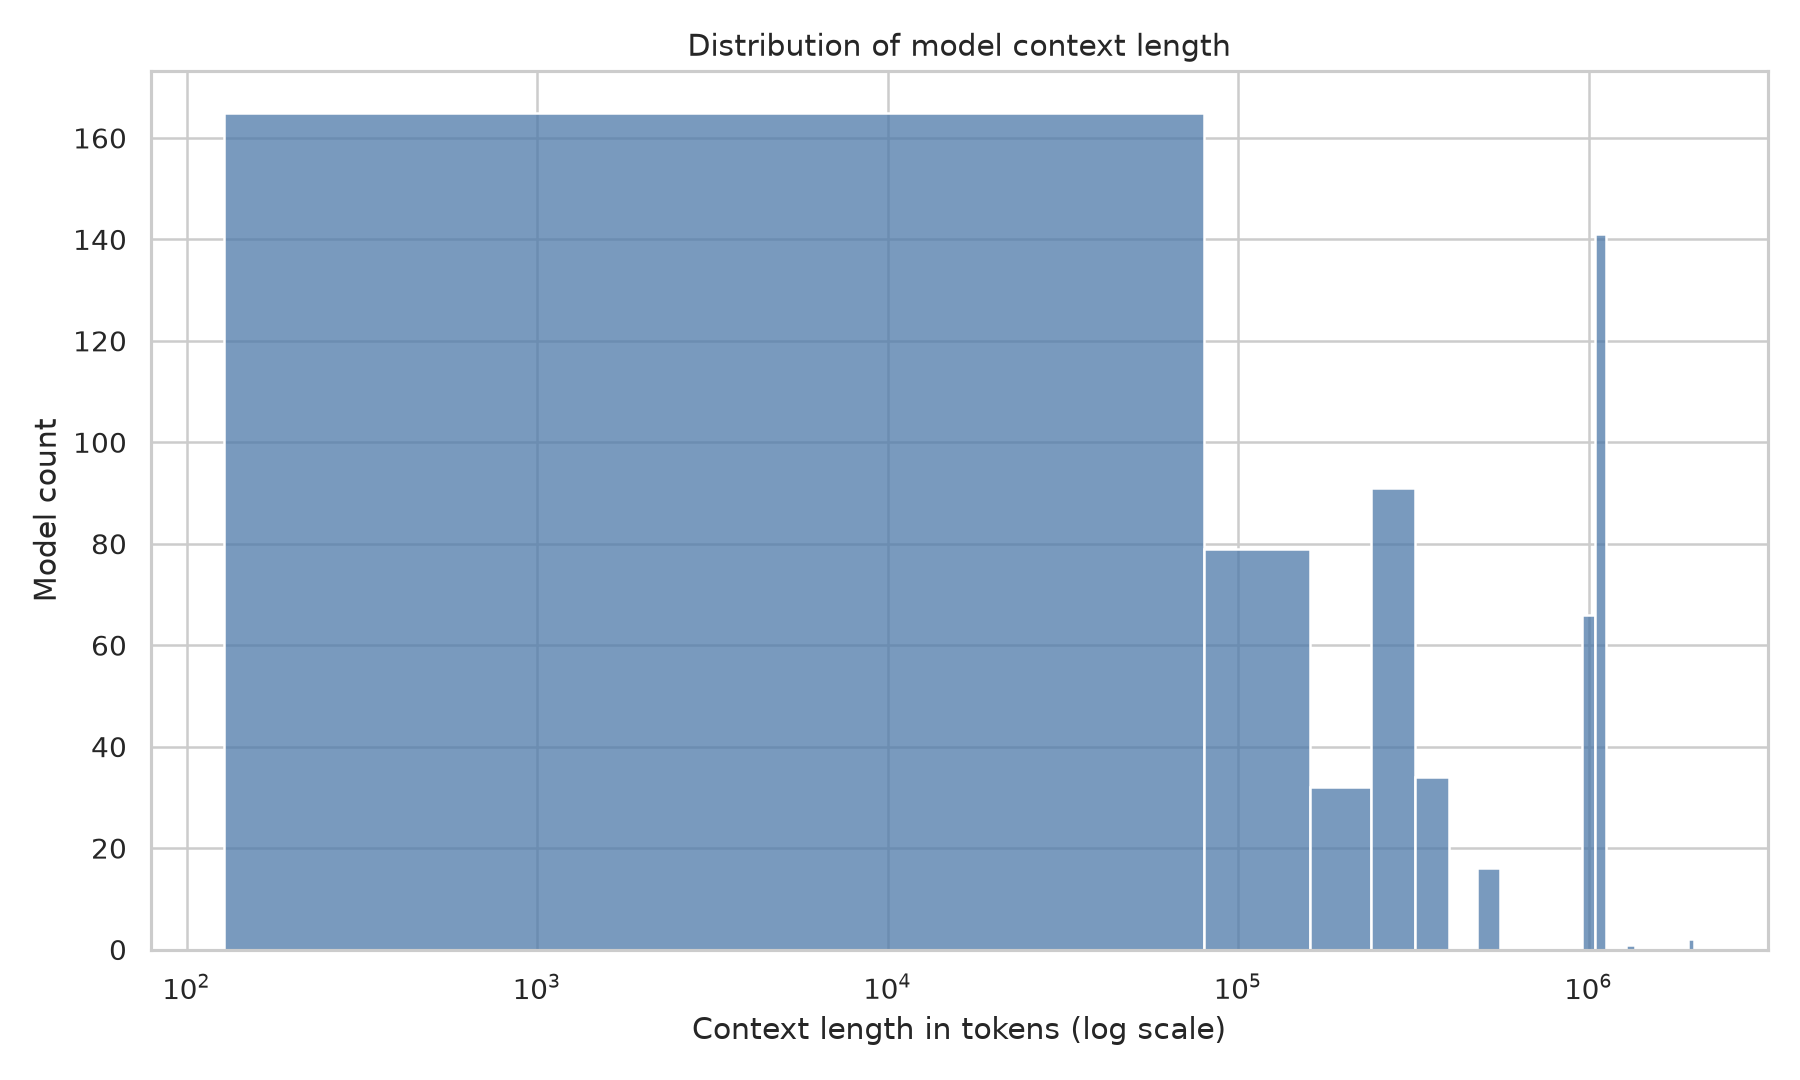 Distribution of model context length
Model count
160
140
120
100
80
60
40
20
0
10² 10³ 10⁴ 10⁵ 10⁶
Context length in tokens (log scale)